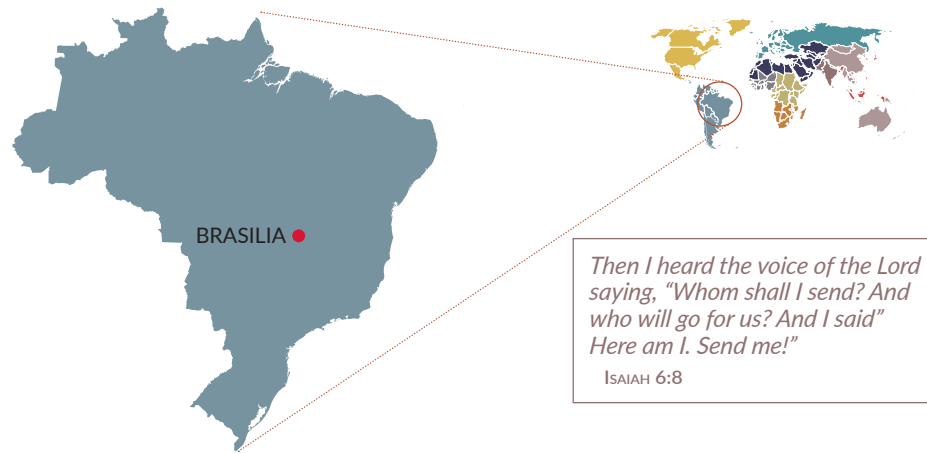 BRASILIA
Then I heard the voice of the Lord
saying, “Whom shall I send? And
who will go for us? And I said”
Here am I. Send me!”
Isaiah 6:8